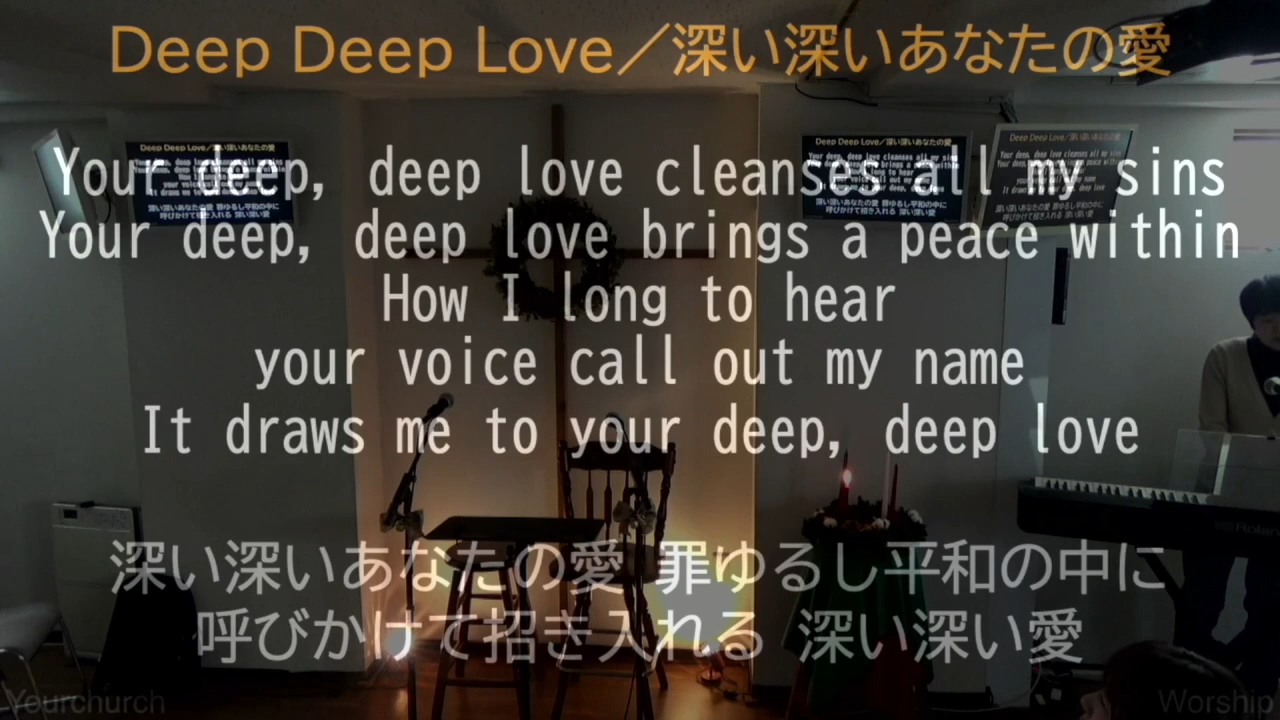 Deep Deep Love／深い深いあなたの愛
Your deep, deep love cleanses all my sins
Your deep, deep love brings a peace within
How I long to hear
your voice call out my name
It draws me to your deep, deep love
深い深いあなたの愛 罪ゆるし平和の中に
呼びかけて招き入れる 深い深い愛
Yourchurch
Worship
Roland